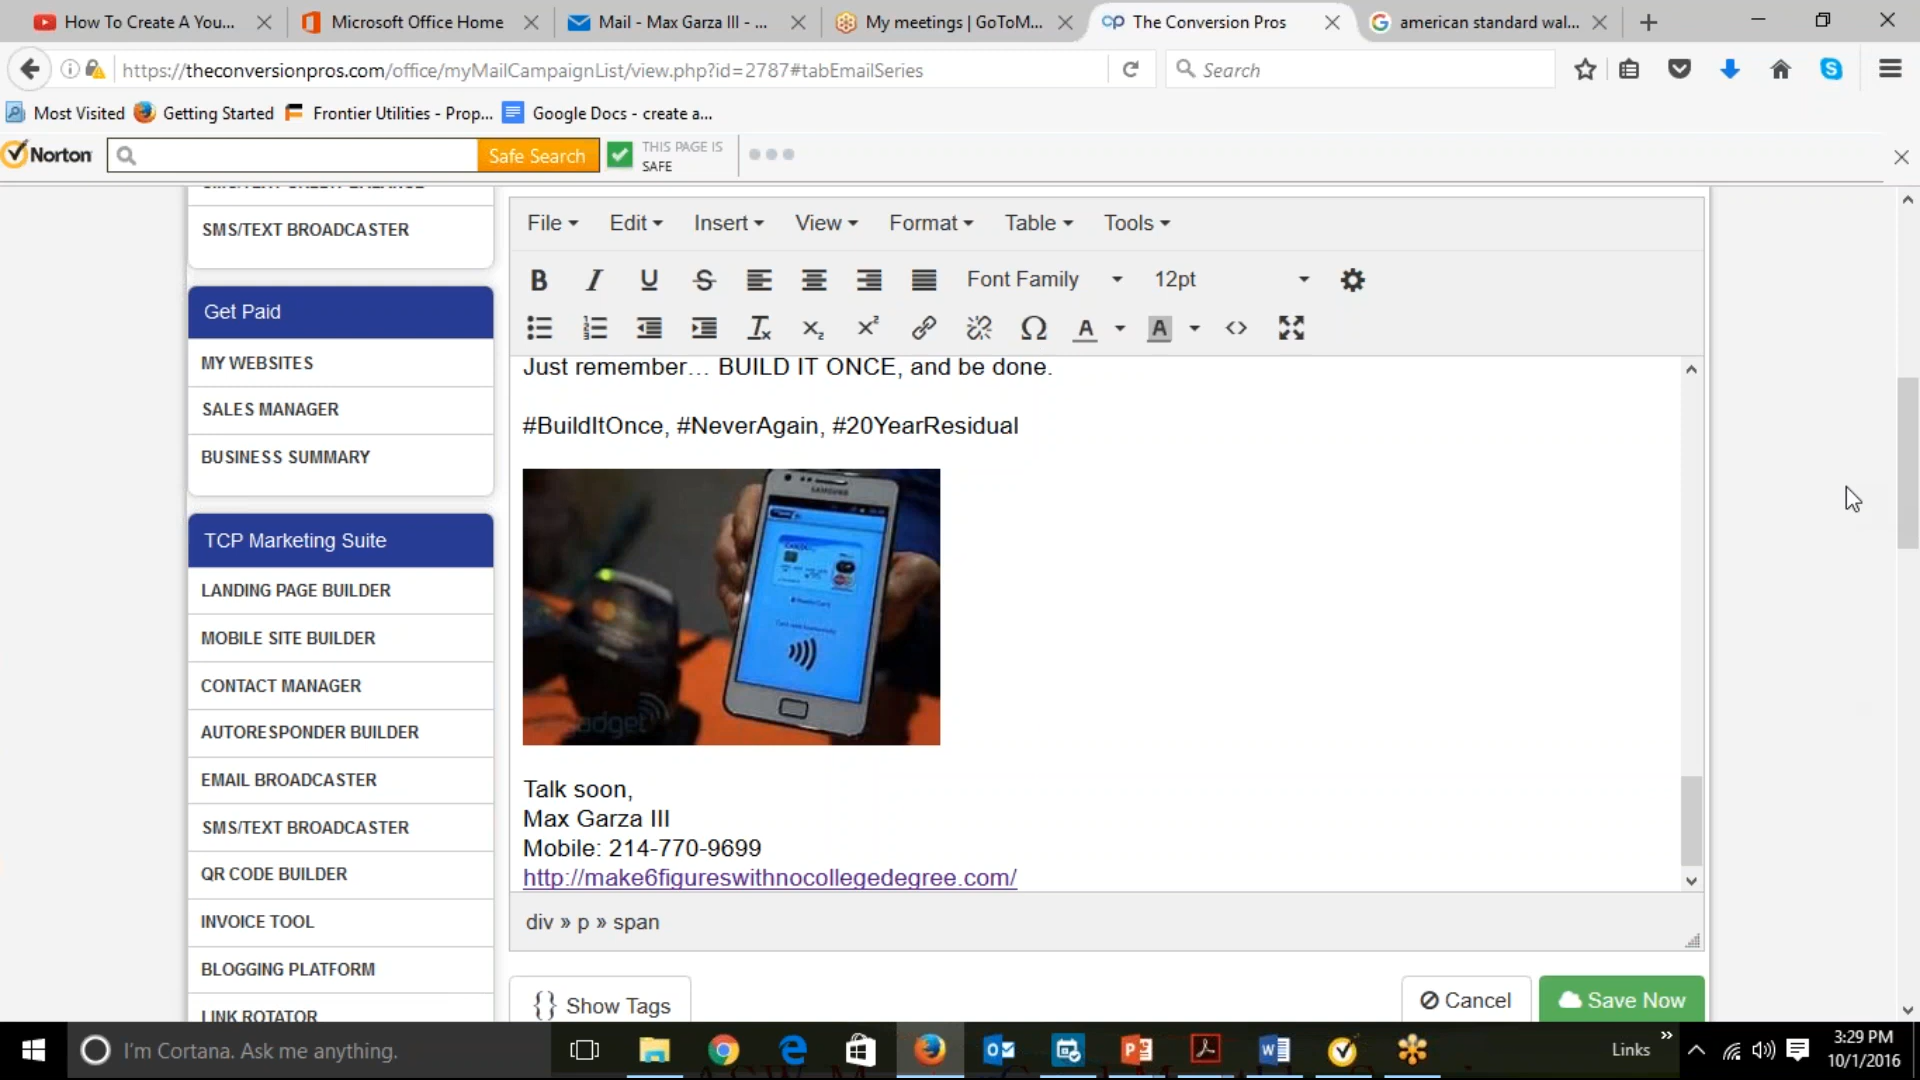 How To Create A You...
Microsoft Office Home
Mail - Max Garza III - ...
My meetings | GoToM...
The Conversion Pros
american standard wal...
https://theconversionpros.com/office/myMailCampaignList/view.php?id=2787#tabEmailSeries
Search
Most Visited
Getting Started
Frontier Utilities - Prop...
Google Docs - create a...
Norton
Safe Search
THIS PAGE IS
SAFE
SMS/TEXT BROADCASTER
Get Paid
MY WEBSITES
SALES MANAGER
BUSINESS SUMMARY
TCP Marketing Suite
LANDING PAGE BUILDER
MOBILE SITE BUILDER
CONTACT MANAGER
AUTORESPONDER BUILDER
EMAIL BROADCASTER
SMS/TEXT BROADCASTER
QR CODE BUILDER
INVOICE TOOL
BLOGGING PLATFORM
LINK ROTATOR
File Edit Insert View Format Table Tools
Font Family 12pt
Just remember… BUILD IT ONCE, and be done.
#BuildItOnce, #NeverAgain, #20YearResidual
SAMSUNG
Talk soon,
Max Garza III
Mobile: 214-770-9699
http://make6figureswithnocollegedegree.com/
div » p » span
{} Show Tags
Cancel
Save Now
I'm Cortana. Ask me anything.
Links
3:29 PM
10/1/2016